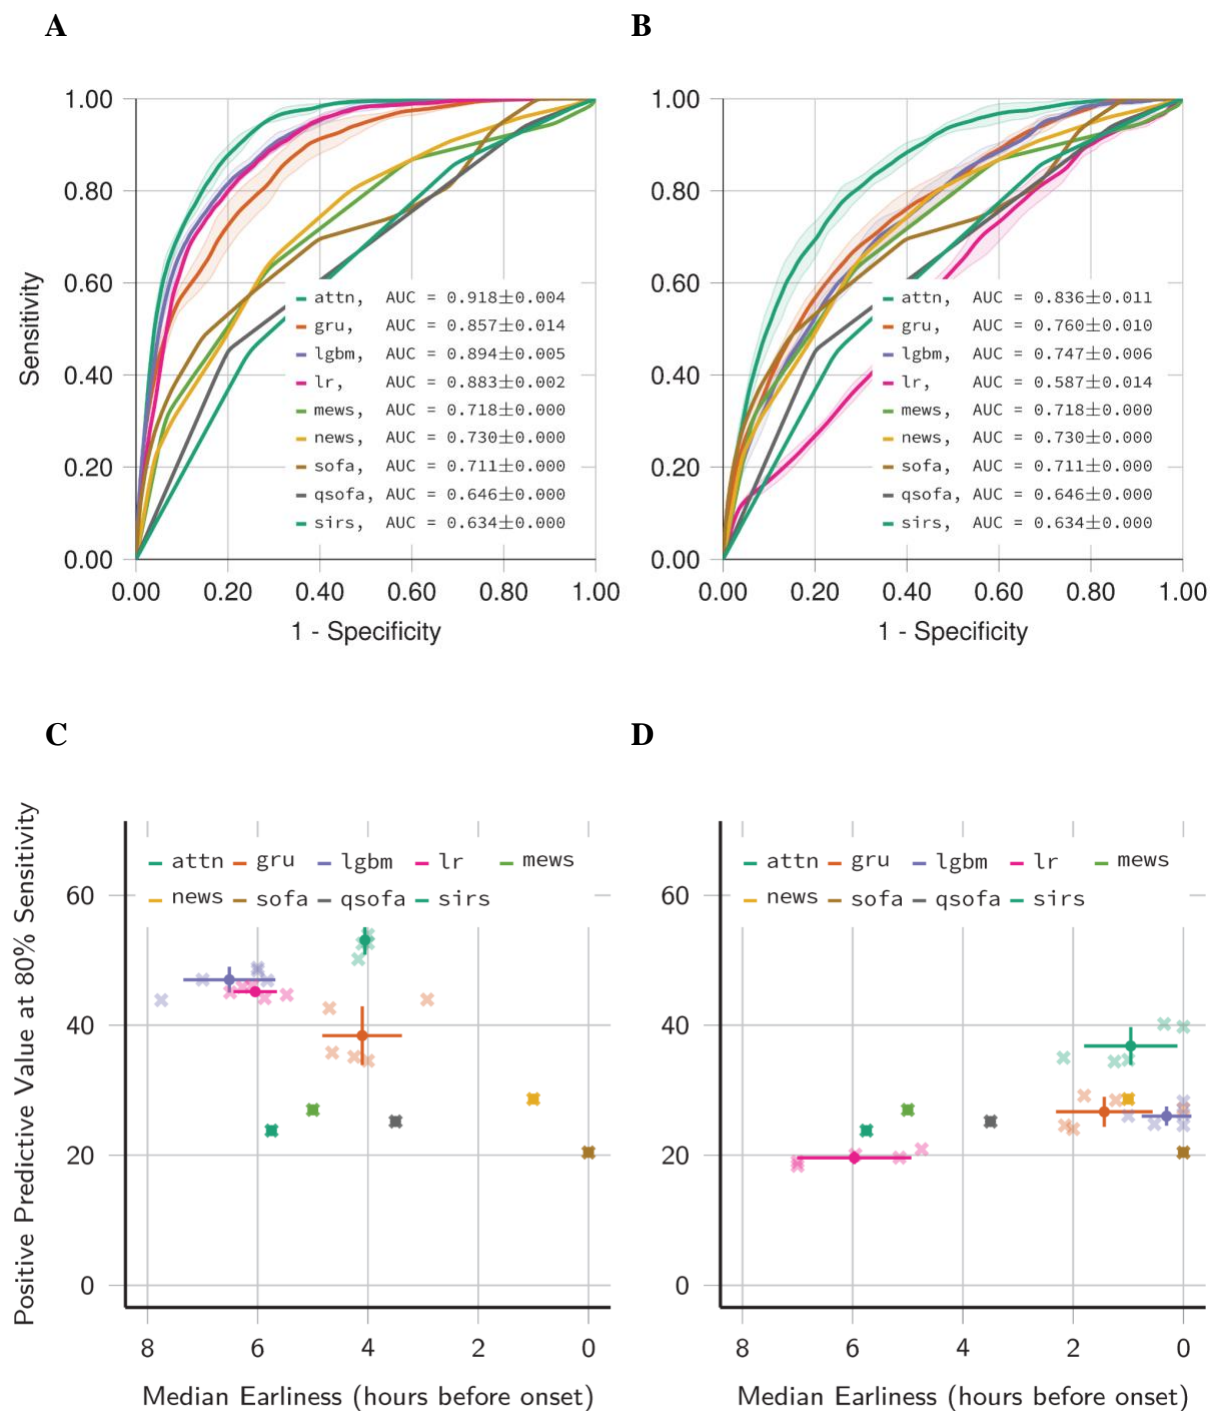 A
B
1.00
0.80
0.60
0.40
0.20
0.00
Sensitivity
attn, AUC = 0.918±0.004
gru, AUC = 0.857±0.014
lgbm, AUC = 0.894±0.005
lr, AUC = 0.883±0.002
mews, AUC = 0.718±0.000
news, AUC = 0.730±0.000
sofa, AUC = 0.711±0.000
qsofa, AUC = 0.646±0.000
sirs, AUC = 0.634±0.000
0.00 0.20 0.40 0.60 0.80 1.00
1 - Specificity
1.00
0.80
0.60
0.40
0.20
0.00
attn, AUC = 0.836±0.011
gru, AUC = 0.760±0.010
lgbm, AUC = 0.747±0.006
lr, AUC = 0.587±0.014
mews, AUC = 0.718±0.000
news, AUC = 0.730±0.000
sofa, AUC = 0.711±0.000
qsofa, AUC = 0.646±0.000
sirs, AUC = 0.634±0.000
0.00 0.20 0.40 0.60 0.80 1.00
1 - Specificity
C
D
Positive Predictive Value at 80% Sensitivity
attn gru lgbm lr mews
news sofa qsofa sirs
60
40
20
0
8 6 4 2 0
Median Earliness (hours before onset)
attn gru lgbm lr mews
news sofa qsofa sirs
60
40
20
0
8 6 4 2 0
Median Earliness (hours before onset)